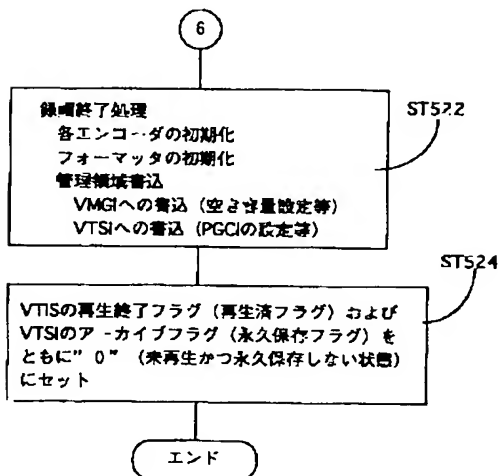 6
録画終了処理
各エンコーダの初期化
フォーマッタの初期化
管理領域書込
VMGIへの書込（空き容量設定等）
VTSIへの書込（PGCIの設定等）
ST522
ST524
VTISの再生終了フラグ（再生済フラグ）および
VTSIのアーカイブフラグ（永久保存フラグ）を
ともに"0"（未再生かつ永久保存しない状態）
にセット
エンド